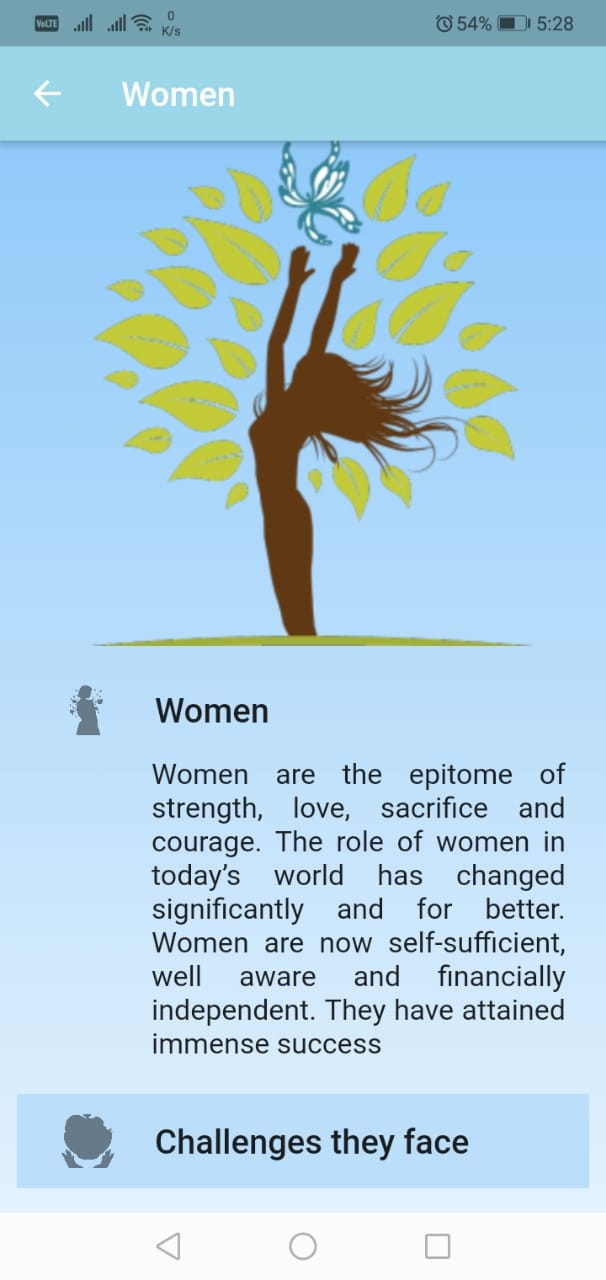 VoLTE 0 K/s 54% 5:28
Women
Women
Women are the epitome of
strength, love, sacrifice and
courage. The role of women in
today’s world has changed
significantly and for better.
Women are now self-sufficient,
well aware and financially
independent. They have attained
immense success
Challenges they face